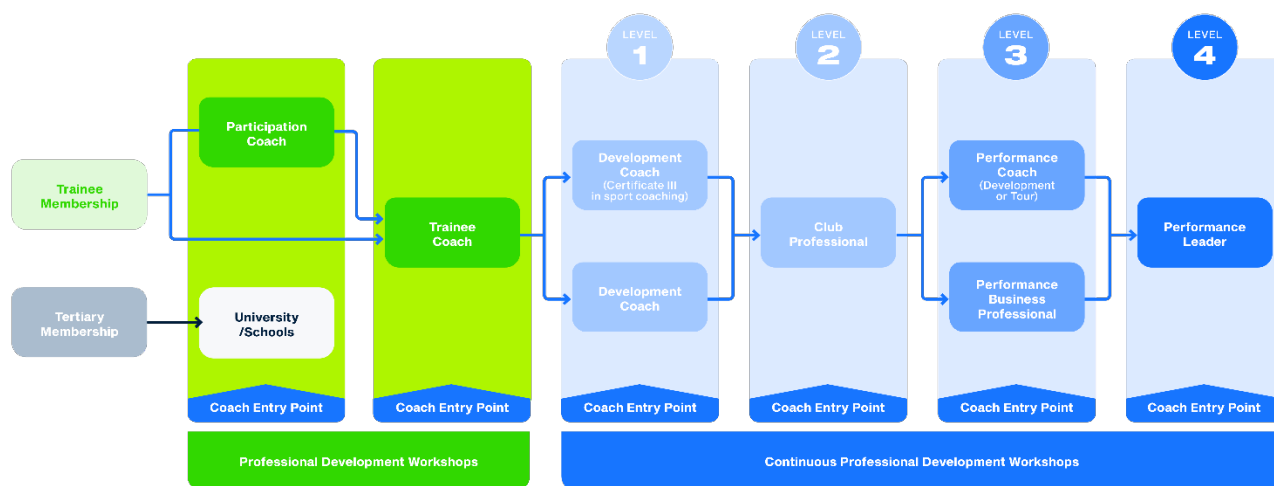 LEVEL
1
LEVEL
2
LEVEL
3
LEVEL
4
Trainee
Membership
Tertiary
Membership
Participation
Coach
University
/Schools
Trainee
Coach
Development
Coach
(Certificate III
in sport coaching)
Development
Coach
Club
Professional
Performance
Coach
(Development
or Tour)
Performance
Business
Professional
Performance
Leader
Coach Entry Point
Coach Entry Point
Coach Entry Point
Coach Entry Point
Coach Entry Point
Coach Entry Point
Professional Development Workshops
Continuous Professional Development Workshops